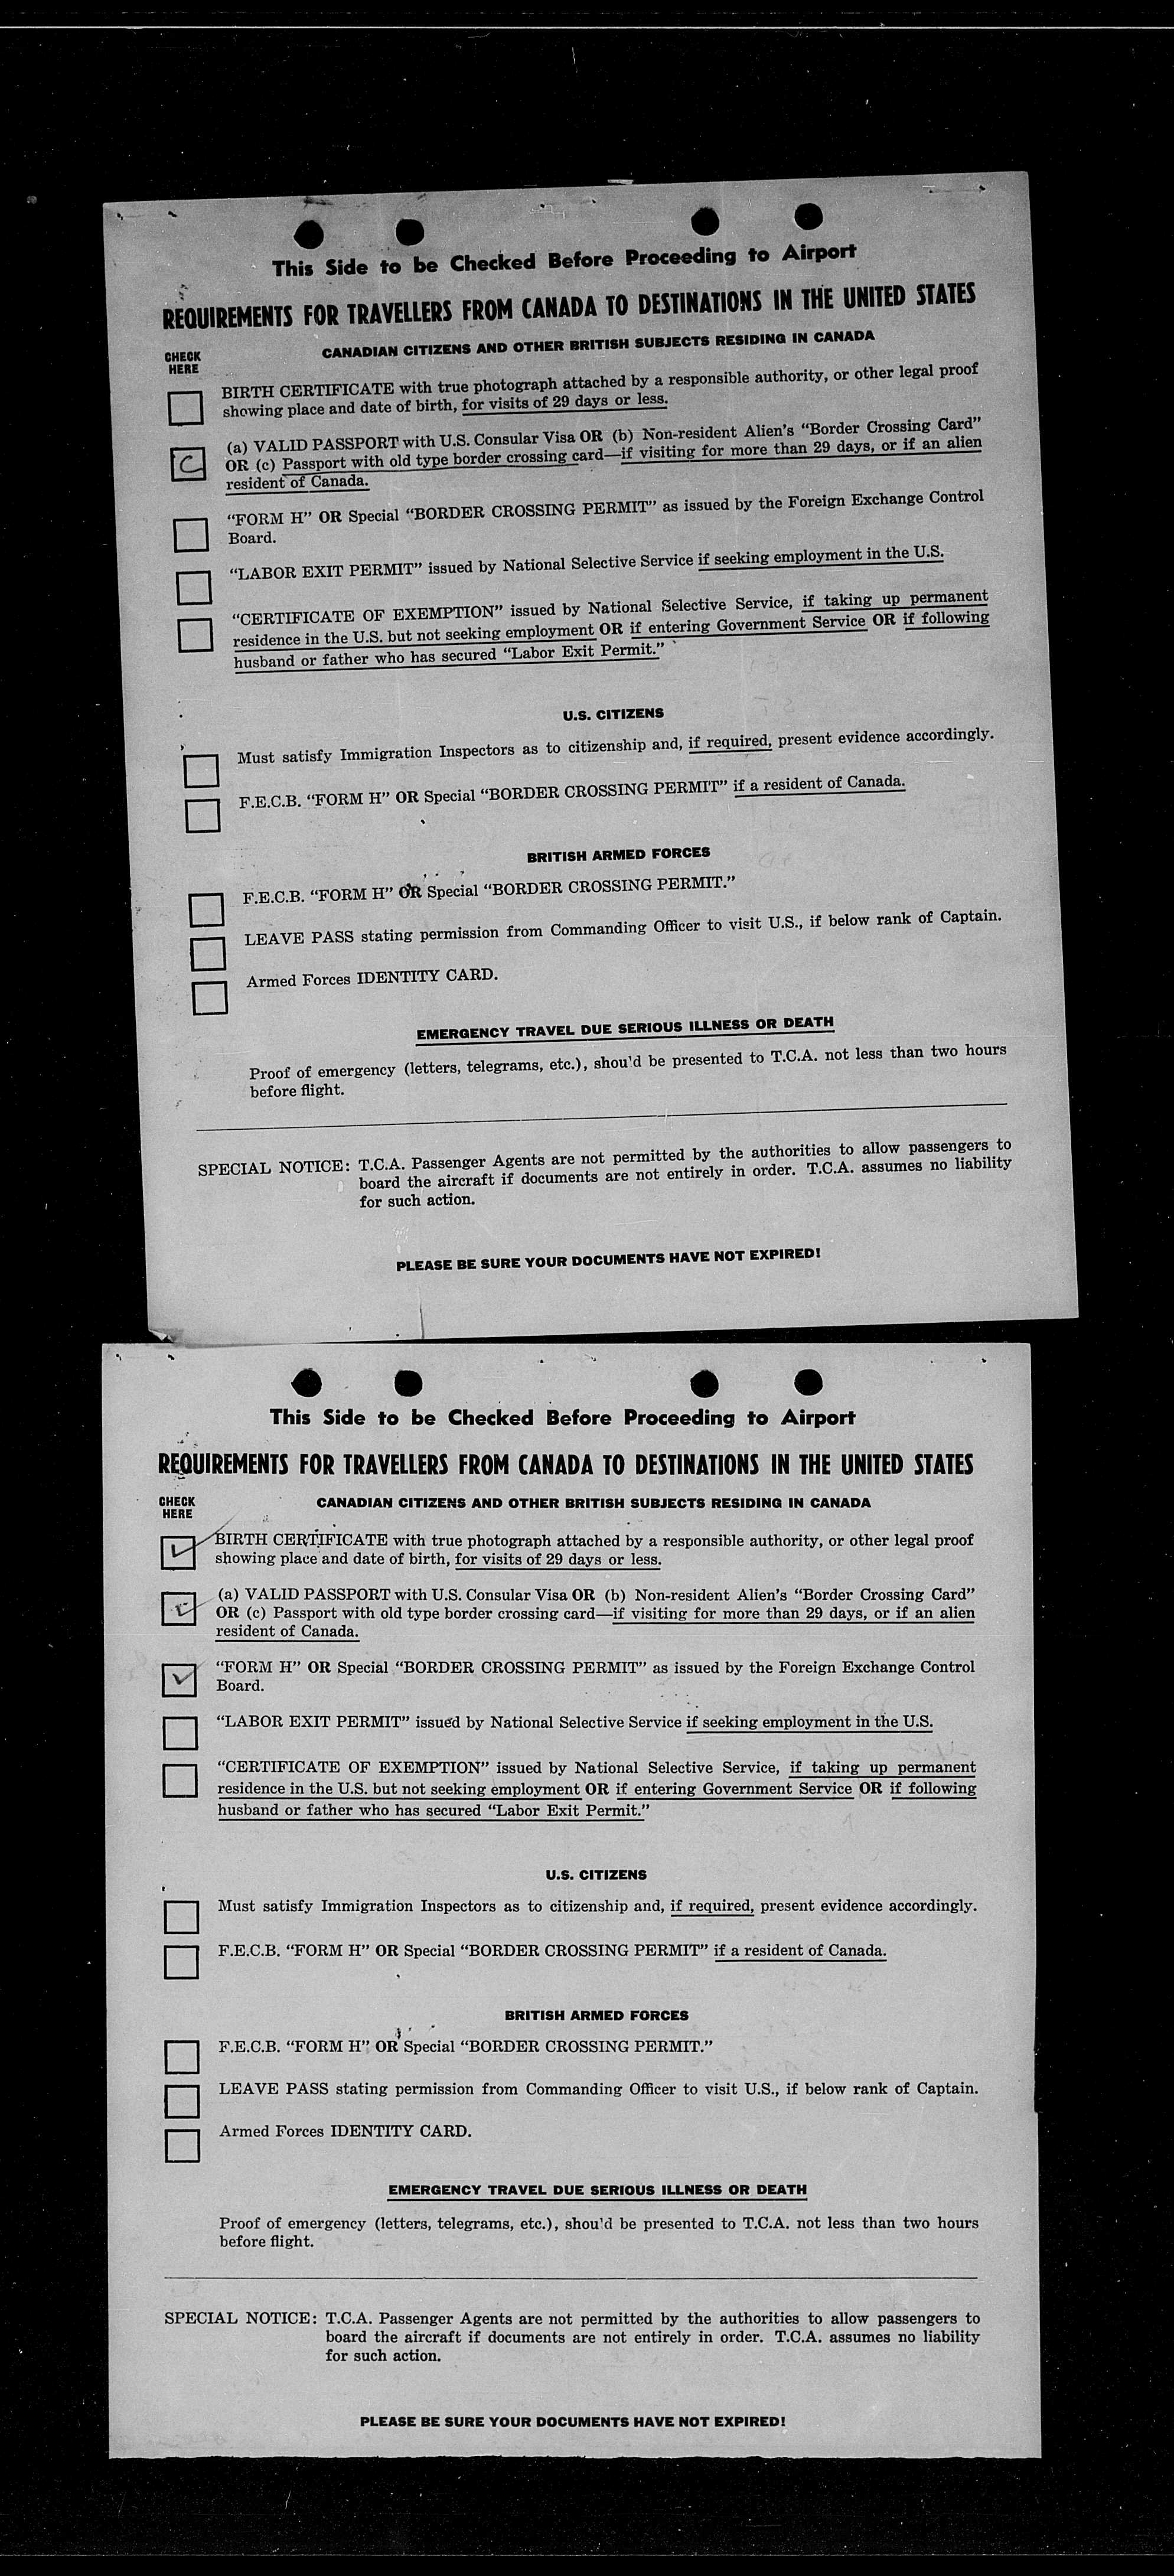 This Side to be Checked Before Proceeding to Airport
REQUIREMENTS FOR TRAVELLERS FROM CANADA TO DESTINATIONS IN THE UNITED STATES
CHECK
HERE
CANADIAN CITIZENS AND OTHER BRITISH SUBJECTS RESIDING IN CANADA
BIRTH CERTIFICATE with true photograph attached by a responsible authority, or other legal proof
showing place and date of birth, for visits of 29 days or less.
C
(a) VALID PASSPORT with U.S. Consular Visa OR (b) Non-resident Alien's “Border Crossing Card”
OR (c) Passport with old type border crossing card—if visiting for more than 29 days, or if an alien
resident of Canada.
“FORM H” OR Special “BORDER CROSSING PERMIT” as issued by the Foreign Exchange Control
Board.
“LABOR EXIT PERMIT” issued by National Selective Service if seeking employment in the U.S.
“CERTIFICATE OF EXEMPTION” issued by National Selective Service, if taking up permanent
residence in the U.S. but not seeking employment OR if entering Government Service OR if following
husband or father who has secured “Labor Exit Permit.”
U.S. CITIZENS
Must satisfy Immigration Inspectors as to citizenship and, if required, present evidence accordingly.
F.E.C.B. “FORM H” OR Special “BORDER CROSSING PERMIT” if a resident of Canada.
BRITISH ARMED FORCES
F.E.C.B. “FORM H” OR Special “BORDER CROSSING PERMIT.”
LEAVE PASS stating permission from Commanding Officer to visit U.S., if below rank of Captain.
Armed Forces IDENTITY CARD.
EMERGENCY TRAVEL DUE SERIOUS ILLNESS OR DEATH
Proof of emergency (letters, telegrams, etc.), shou'd be presented to T.C.A. not less than two hours
before flight.
SPECIAL NOTICE: T.C.A. Passenger Agents are not permitted by the authorities to allow passengers to
board the aircraft if documents are not entirely in order. T.C.A. assumes no liability
for such action.
PLEASE BE SURE YOUR DOCUMENTS HAVE NOT EXPIRED!
This Side to be Checked Before Proceeding to Airport
REQUIREMENTS FOR TRAVELLERS FROM CANADA TO DESTINATIONS IN THE UNITED STATES
CHECK
HERE
CANADIAN CITIZENS AND OTHER BRITISH SUBJECTS RESIDING IN CANADA
BIRTH CERTIFICATE with true photograph attached by a responsible authority, or other legal proof
showing place and date of birth, for visits of 29 days or less.
(a) VALID PASSPORT with U.S. Consular Visa OR (b) Non-resident Alien's “Border Crossing Card”
OR (c) Passport with old type border crossing card—if visiting for more than 29 days, or if an alien
resident of Canada.
“FORM H” OR Special “BORDER CROSSING PERMIT” as issued by the Foreign Exchange Control
Board.
“LABOR EXIT PERMIT” issued by National Selective Service if seeking employment in the U.S.
“CERTIFICATE OF EXEMPTION” issued by National Selective Service, if taking up permanent
residence in the U.S. but not seeking employment OR if entering Government Service OR if following
husband or father who has secured “Labor Exit Permit.”
U.S. CITIZENS
Must satisfy Immigration Inspectors as to citizenship and, if required, present evidence accordingly.
F.E.C.B. “FORM H” OR Special “BORDER CROSSING PERMIT” if a resident of Canada.
BRITISH ARMED FORCES
F.E.C.B. “FORM H” OR Special “BORDER CROSSING PERMIT.”
LEAVE PASS stating permission from Commanding Officer to visit U.S., if below rank of Captain.
Armed Forces IDENTITY CARD.
EMERGENCY TRAVEL DUE SERIOUS ILLNESS OR DEATH
Proof of emergency (letters, telegrams, etc.), shou'd be presented to T.C.A. not less than two hours
before flight.
SPECIAL NOTICE: T.C.A. Passenger Agents are not permitted by the authorities to allow passengers to
board the aircraft if documents are not entirely in order. T.C.A. assumes no liability
for such action.
PLEASE BE SURE YOUR DOCUMENTS HAVE NOT EXPIRED!